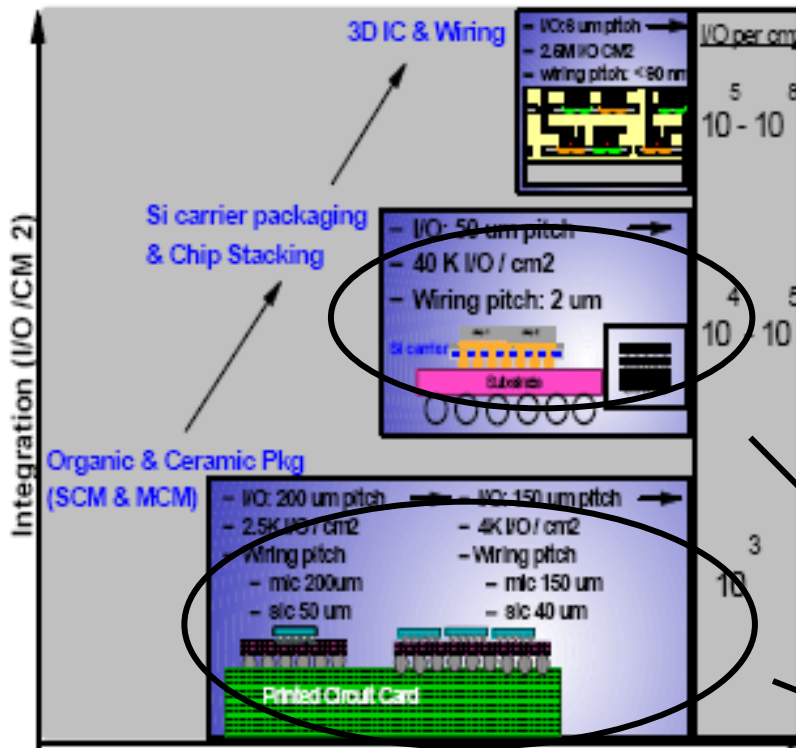 3D IC & Wiring
- I/O:6 um pitch
- 2.6M I/O CM2
- wiring pitch: <90 nm
I/O per cm
5 8
10 - 10
Si carrier packaging
& Chip Stacking
- I/O: 50 um pitch
- 40 K I/O / cm2
- Wiring pitch: 2 um
Si carrier
Substrate
4 5
10 - 10
Integration (I/O /CM 2)
Organic & Ceramic Pkg
(SCM & MCM)
- I/O: 200 um pitch
- 2.5K I/O / cm2
- Wiring pitch
- mlc 200um
- slc 50 um
- I/O: 150 um pitch
- 4K I/O / cm2
- Wiring pitch
- mlc 150 um
- slc 40 um
3
10
Printed Circuit Card